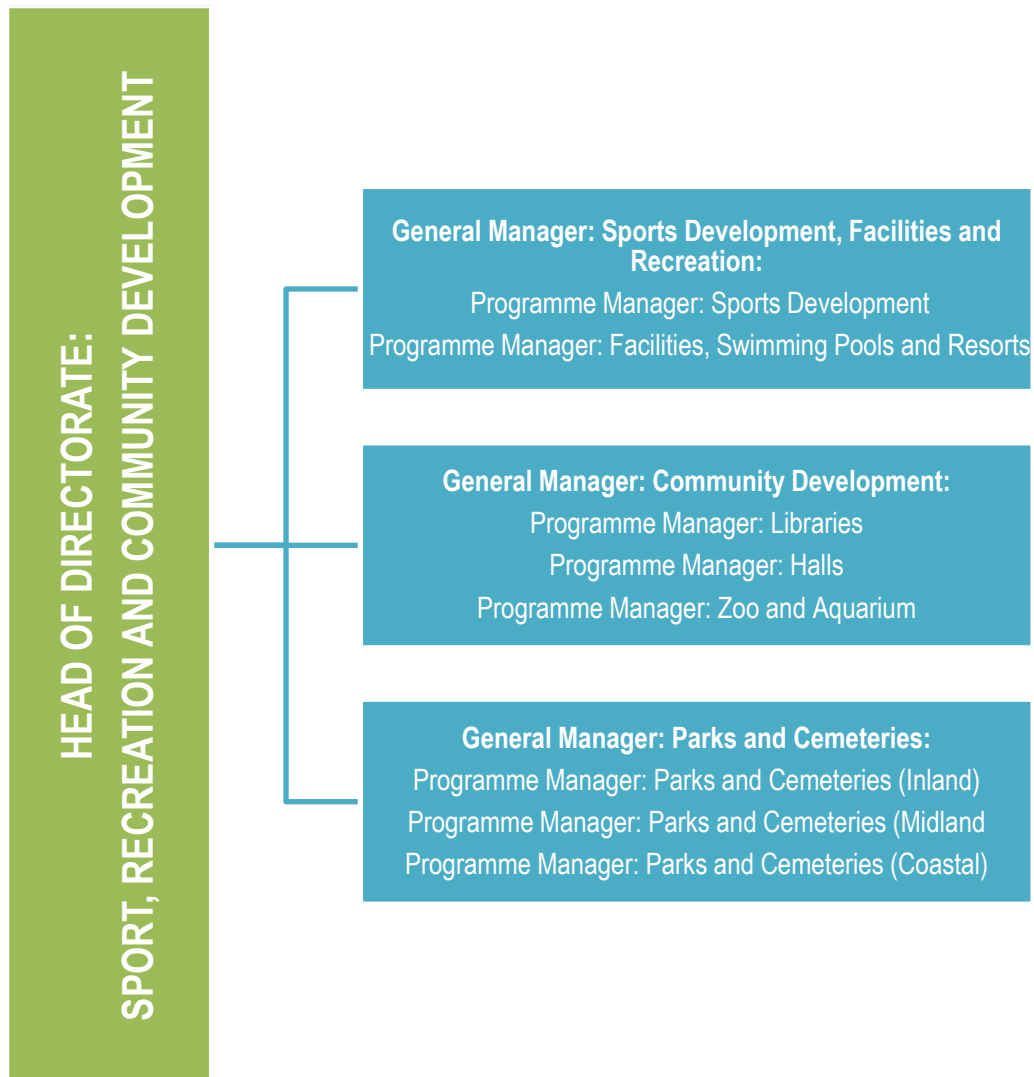 HEAD OF DIRECTORATE:
SPORT, RECREATION AND COMMUNITY DEVELOPMENT
General Manager: Sports Development, Facilities and
Recreation:
Programme Manager: Sports Development
Programme Manager: Facilities, Swimming Pools and Resorts
General Manager: Community Development:
Programme Manager: Libraries
Programme Manager: Halls
Programme Manager: Zoo and Aquarium
General Manager: Parks and Cemeteries:
Programme Manager: Parks and Cemeteries (Inland)
Programme Manager: Parks and Cemeteries (Midland
Programme Manager: Parks and Cemeteries (Coastal)